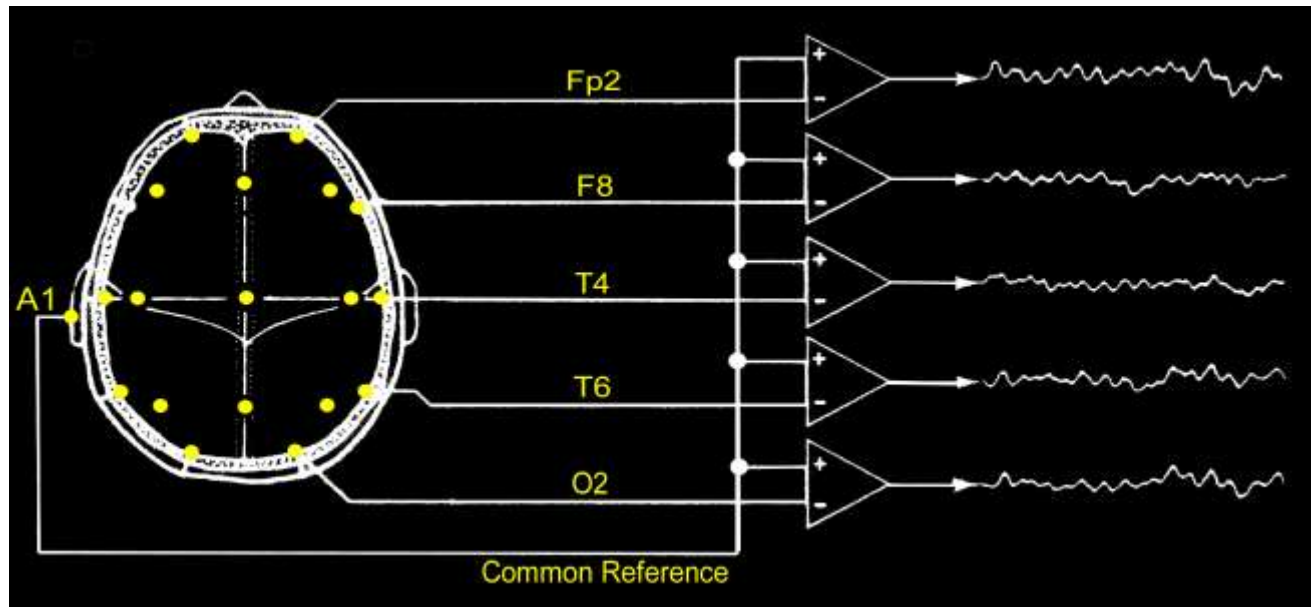 Fp2
+
-
F8
+
-
T4
+
-
A1
T6
+
-
O2
+
-
Common Reference